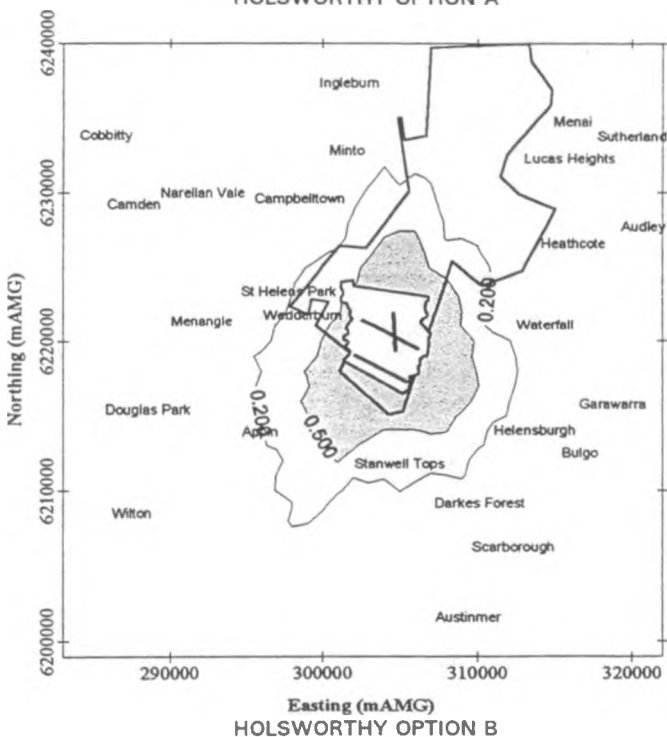 HOLSWORTHY OPTION A
6240000
Ingleburn
Menai
Cobbitty
Sutherland
Minto
Lucas Heights
6230000
Narellan Vale
Campbelltown
Camden
Audley
Heathcote
0.200
St Helens Park
Wedderburn
Menangle
Waterfall
6220000
Northing (mAMG)
Garawarra
Douglas Park
0.200
Appin
0.500
Helensburgh
Bulgo
Stanwell Tops
6210000
Darkes Forest
Wilton
Scarborough
Austinmer
6200000
290000
300000
310000
320000
Easting (mAMG)
HOLSWORTHY OPTION B